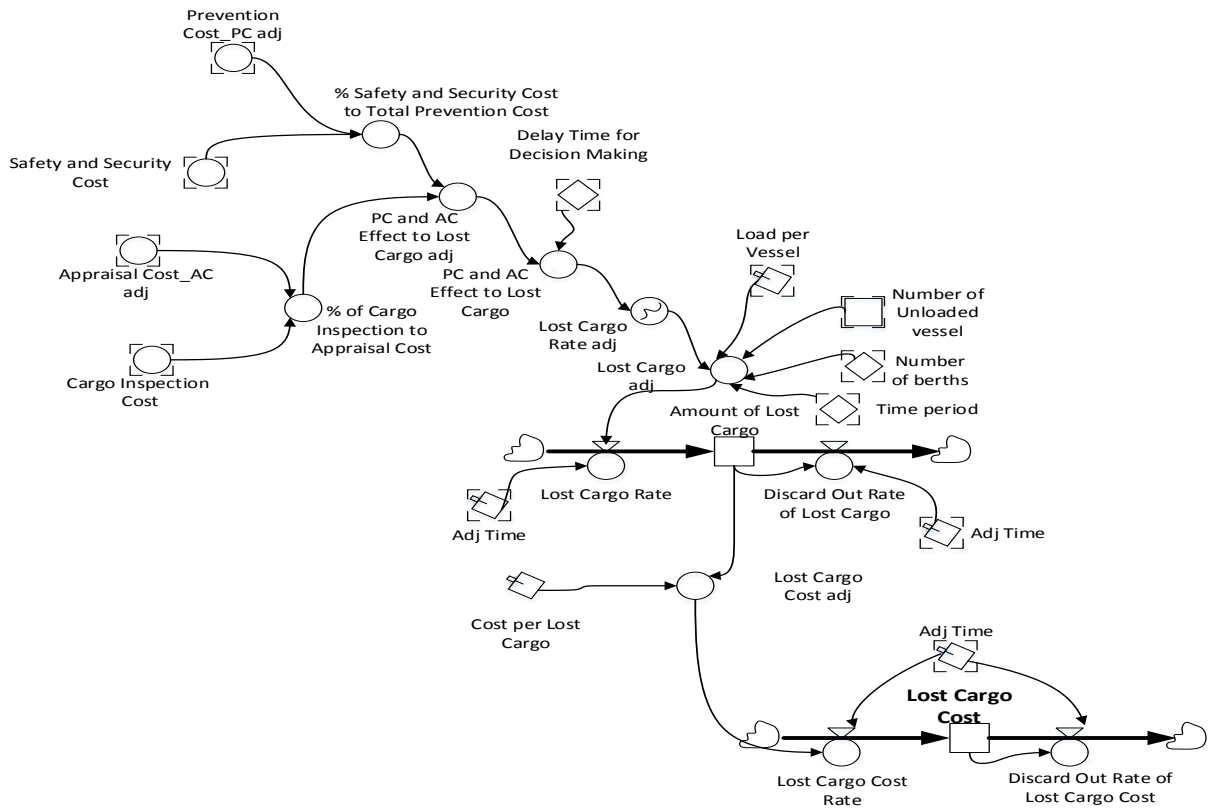 Prevention
Cost_PC adj
% Safety and Security Cost
to Total Prevention Cost
Delay Time for
Decision Making
Safety and Security
Cost
PC and AC
Effect to Lost
Cargo adj
Load per
Vessel
Appraisal Cost_AC
adj
PC and AC
Effect to Lost
Cargo
Number of
Unloaded
vessel
% of Cargo
Inspection to
Appraisal Cost
Lost Cargo
Rate adj
Number
of berths
Cargo Inspection
Cost
Lost Cargo
adj
Time period
Amount of Lost
Cargo
Lost Cargo Rate
Discard Out Rate
of Lost Cargo
Adj Time
Adj Time
Lost Cargo
Cost adj
Cost per Lost
Cargo
Adj Time
Lost Cargo
Cost
Lost Cargo Cost
Rate
Discard Out Rate of
Lost Cargo Cost